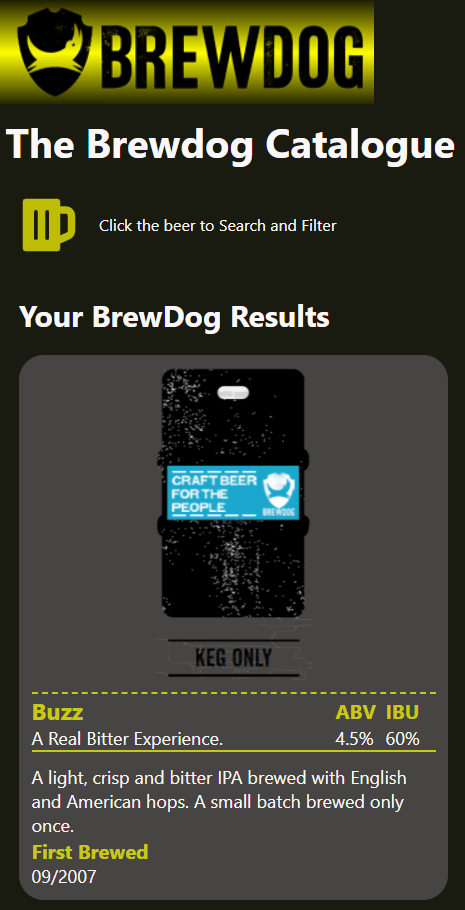 BREWDOG
The Brewdog Catalogue
Click the beer to Search and Filter
Your BrewDog Results
CRAFT BEER
FOR THE
PEOPLE
BREWDOG
KEG ONLY
Buzz ABV IBU
A Real Bitter Experience. 4.5% 60%
A light, crisp and bitter IPA brewed with English
and American hops. A small batch brewed only
once.
First Brewed
09/2007